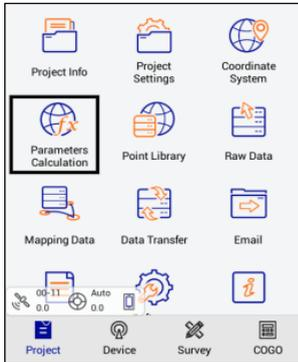 Project Info
Project
Settings
Coordinate
System
Parameters
Calculation
Point Library
Raw Data
Mapping Data
Data Transfer
Email
00-11
0.0
Auto
0.0
Project
Device
Survey
COGO